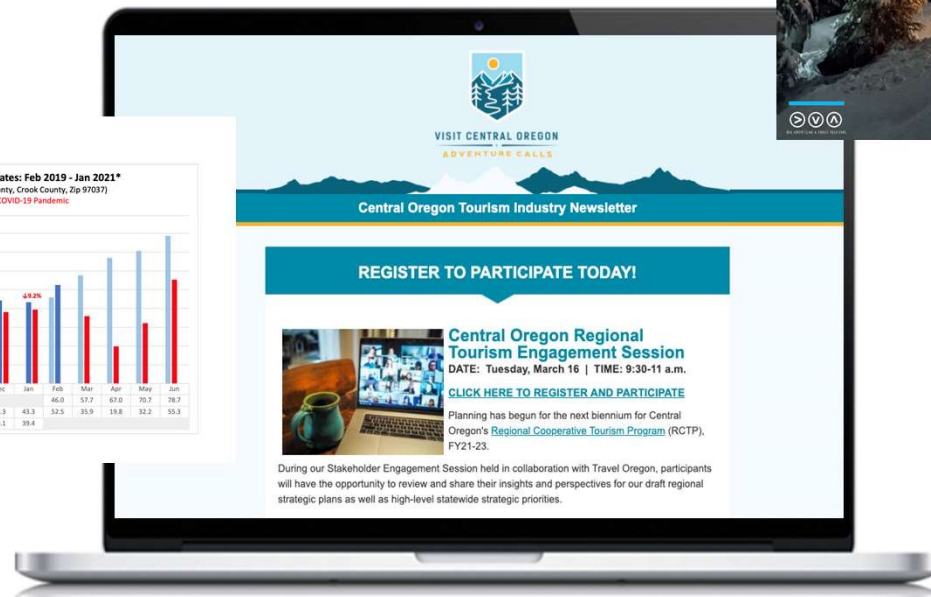 VISIT CENTRAL OREGON
ADVENTURE CALLS
Central Oregon Tourism Industry Newsletter
REGISTER TO PARTICIPATE TODAY!
Central Oregon Regional
Tourism Engagement Session
DATE: Tuesday, March 16 | TIME: 9:30-11 a.m.
CLICK HERE TO REGISTER AND PARTICIPATE
Planning has begun for the next biennium for Central
Oregon's Regional Cooperative Tourism Program (RCTP),
FY21-23.
During our Stakeholder Engagement Session held in collaboration with Travel Oregon, participants
will have the opportunity to review and share their insights and perspectives for our draft regional
strategic plans as well as high-level statewide strategic priorities.
ates: Feb 2019 - Jan 2021*
nty, Crook County, Zip 97037)
COVID-19 Pandemic
9.2%
Jan Feb Mar Apr May Jun
46.0 57.7 67.0 70.7 78.7
.3 43.3 52.5 35.9 19.8 32.2 55.3
.1 39.4